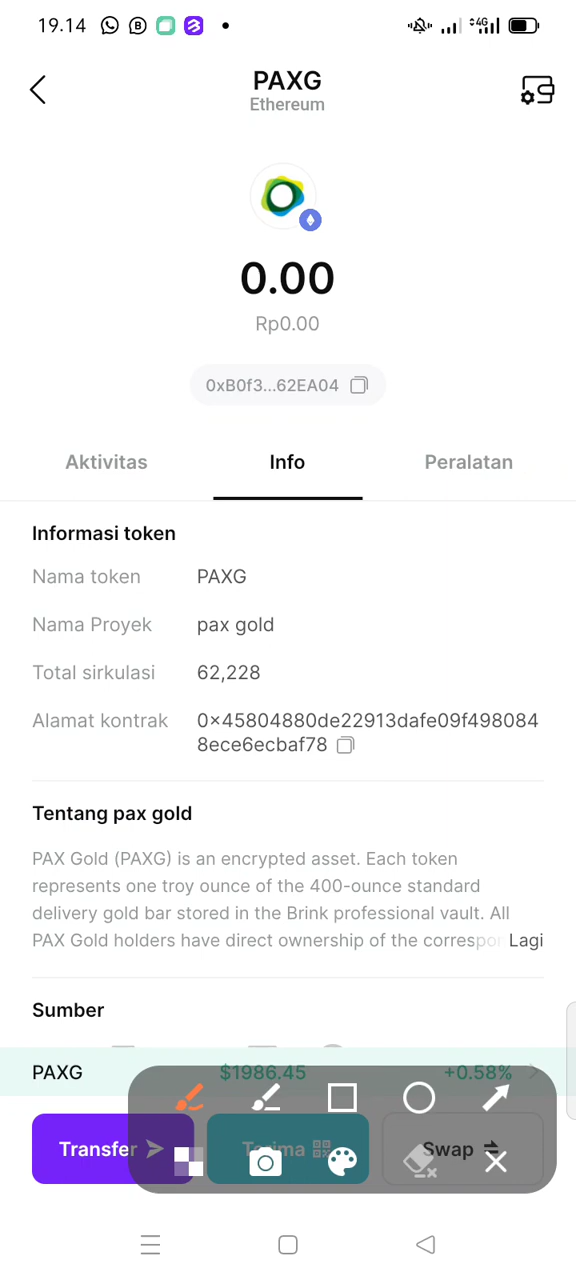 19.14
4G
PAXG
Ethereum
0.00
Rp0.00
0xB0f3...62EA04
Aktivitas
Info
Peralatan
Informasi token
Nama token PAXG
Nama Proyek pax gold
Total sirkulasi 62,228
Alamat kontrak 0x45804880de22913dafe09f498084
8ece6ecbaf78
Tentang pax gold
PAX Gold (PAXG) is an encrypted asset. Each token
represents one troy ounce of the 400-ounce standard
delivery gold bar stored in the Brink professional vault. All
PAX Gold holders have direct ownership of the correspon Lagi
Sumber
PAXG $1986.45 +0.58%
Transfer Terima Swap